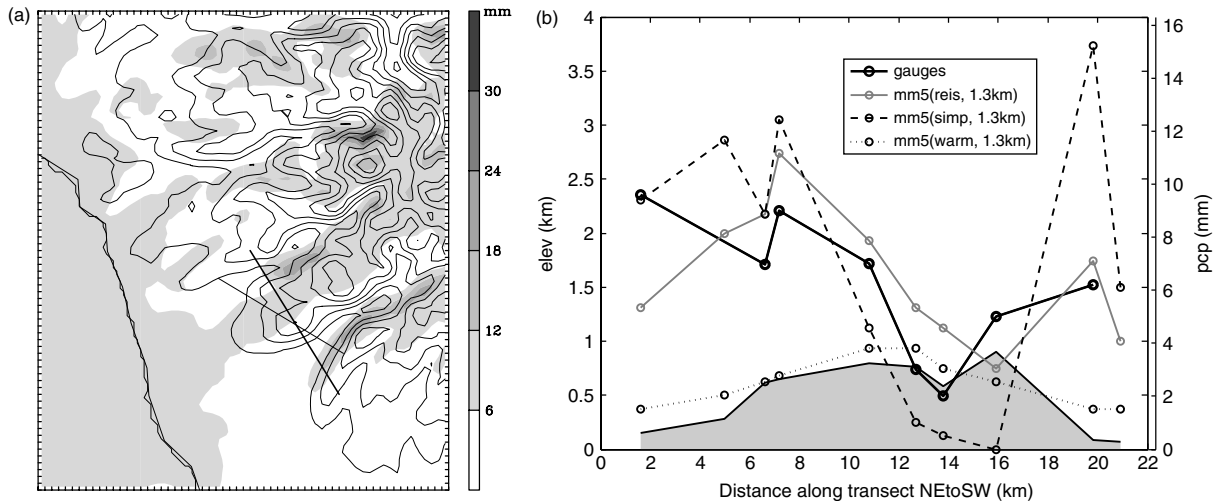 (a)
mm
30
24
18
12
6
(b)
4
3.5
3
2.5
2
1.5
1
0.5
0
elev (km)
gauges
mm5(reis, 1.3km)
mm5(simp, 1.3km)
mm5(warm, 1.3km)
16
14
12
10
8
6
4
2
0
pcp (mm)
0 2 4 6 8 10 12 14 16 18 20 22
Distance along transect NEtoSW (km)